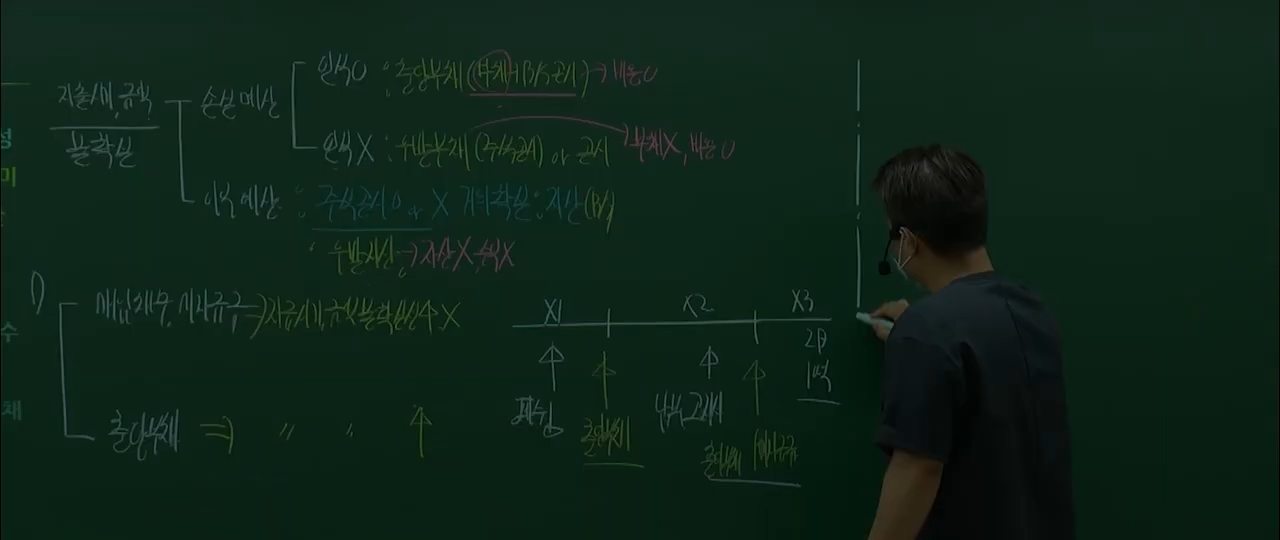 지출시기, 금액
불확실
손실예상
인식O : 충당부채 (부채→B/S공시) → 비용O
인식X : 우발부채 (주석공시) or 공시 → 부채X, 비용O
이익예상 : 주석공시O or X 거의확실 : 자산(B/S)
우발자산 → 자산X 수익X
1)
매입채무, 미지급금 → 지급시기, 금액 불확실성↑X
충당부채 ⇒ 〃 〃 ↑
X1 X2 X3
2月
1억
충당부채
충당부채
성
미
수
채